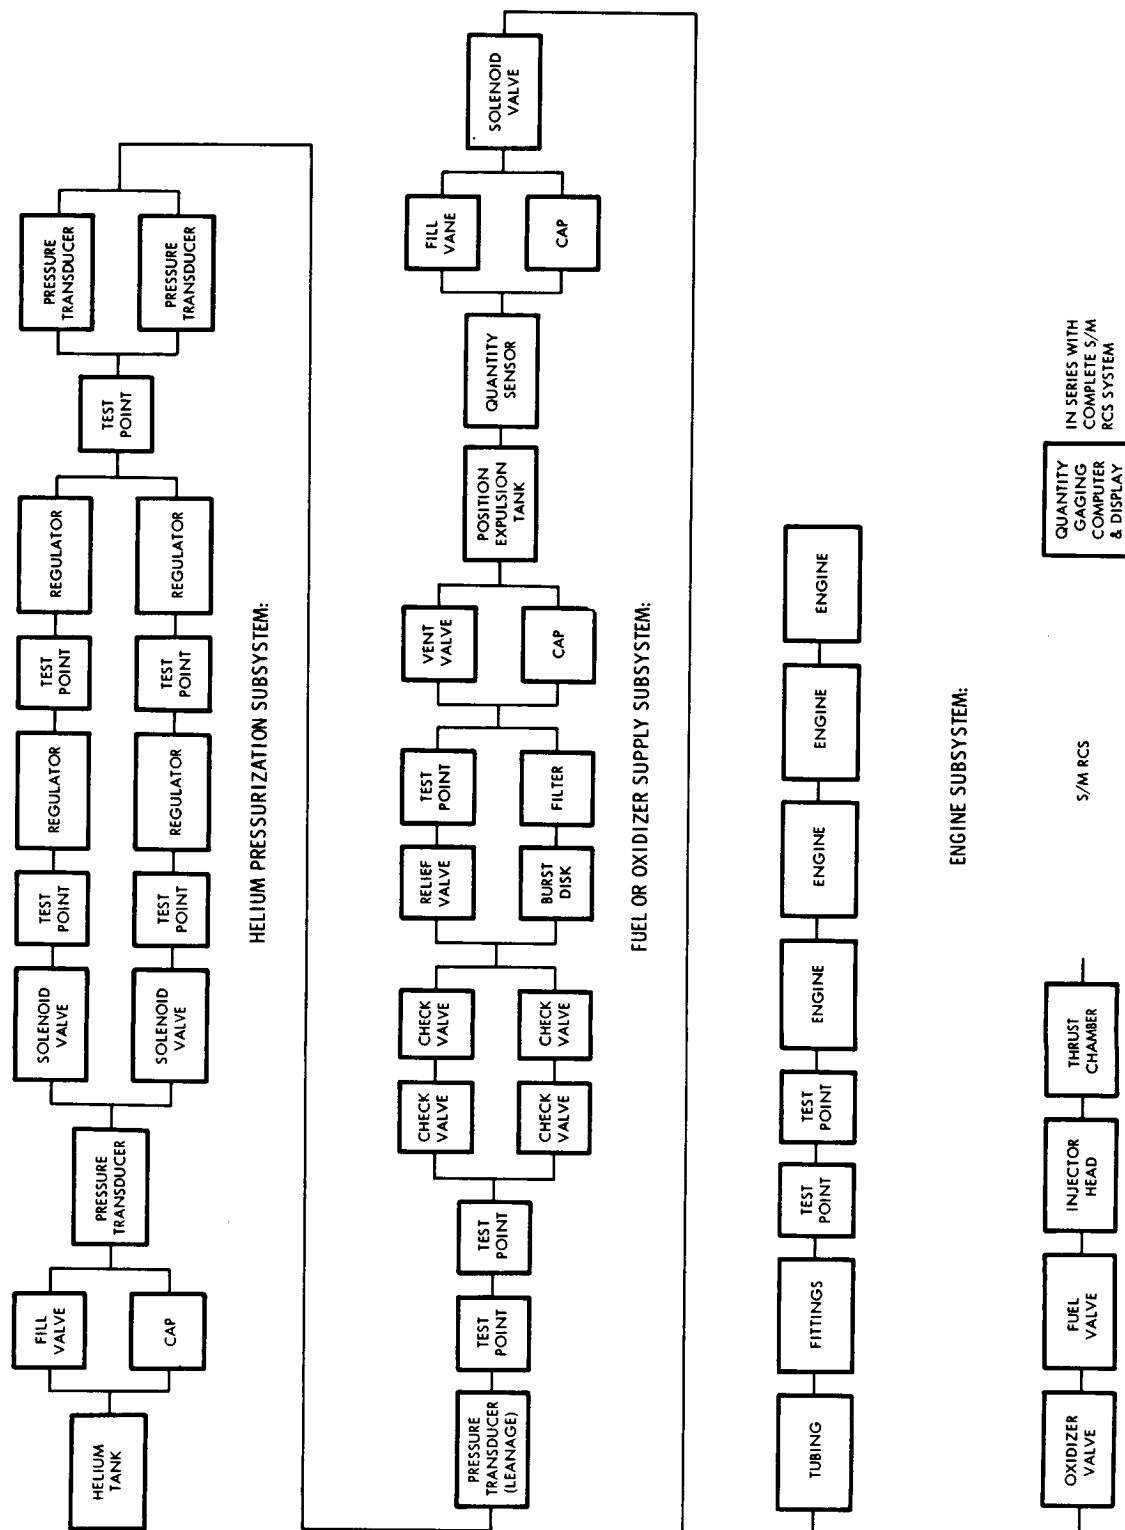 HELIUM
TANK
FILL
VALVE
CAP
PRESSURE
TRANSDUCER
SOLENOID
VALVE
TEST
POINT
REGULATOR
TEST
POINT
REGULATOR
SOLENOID
VALVE
TEST
POINT
REGULATOR
TEST
POINT
REGULATOR
TEST
POINT
PRESSURE
TRANSDUCER
PRESSURE
TRANSDUCER
HELIUM PRESSURIZATION SUBSYSTEM:
PRESSURE
TRANSDUCER
(LEANAGE)
TEST
POINT
TEST
POINT
CHECK
VALVE
CHECK
VALVE
CHECK
VALVE
CHECK
VALVE
RELIEF
VALVE
TEST
POINT
BURST
DISK
FILTER
VENT
VALVE
CAP
POSITION
EXPULSION
TANK
QUANTITY
SENSOR
FILL
VANE
CAP
SOLENOID
VALVE
FUEL OR OXIDIZER SUPPLY SUBSYSTEM:
TUBING
FITTINGS
TEST
POINT
TEST
POINT
ENGINE
ENGINE
ENGINE
ENGINE
ENGINE SUBSYSTEM:
OXIDIZER
VALVE
FUEL
VALVE
INJECTOR
HEAD
THRUST
CHAMBER
S/M RCS
QUANTITY
GAGING
COMPUTER
& DISPLAY
IN SERIES WITH
COMPLETE S/M
RCS SYSTEM